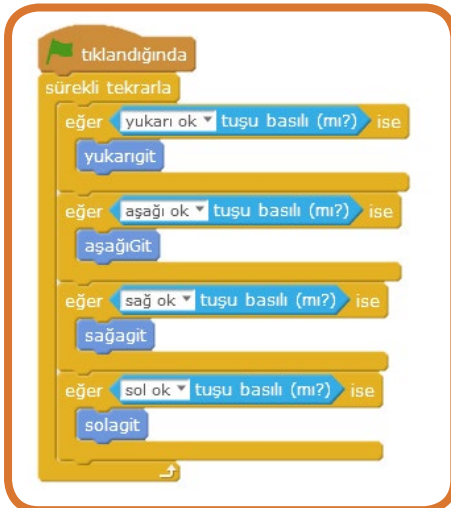 tıklandığında
sürekli tekrarla
eğer yukarı ok tuşu basılı (mı?) ise
yukarıgit
eğer aşağı ok tuşu basılı (mı?) ise
aşağıGit
eğer sağ ok tuşu basılı (mı?) ise
sağagit
eğer sol ok tuşu basılı (mı?) ise
solagit